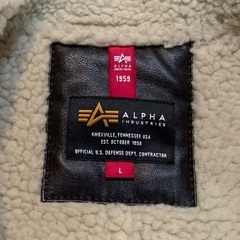 1959
ALPHA
INDUSTRIES
KNOXVILLE, TENNESSEE USA
EST. OCTOBER 1959
OFFICIAL U.S. DEFENSE DEPT. CONTRACTOR
L